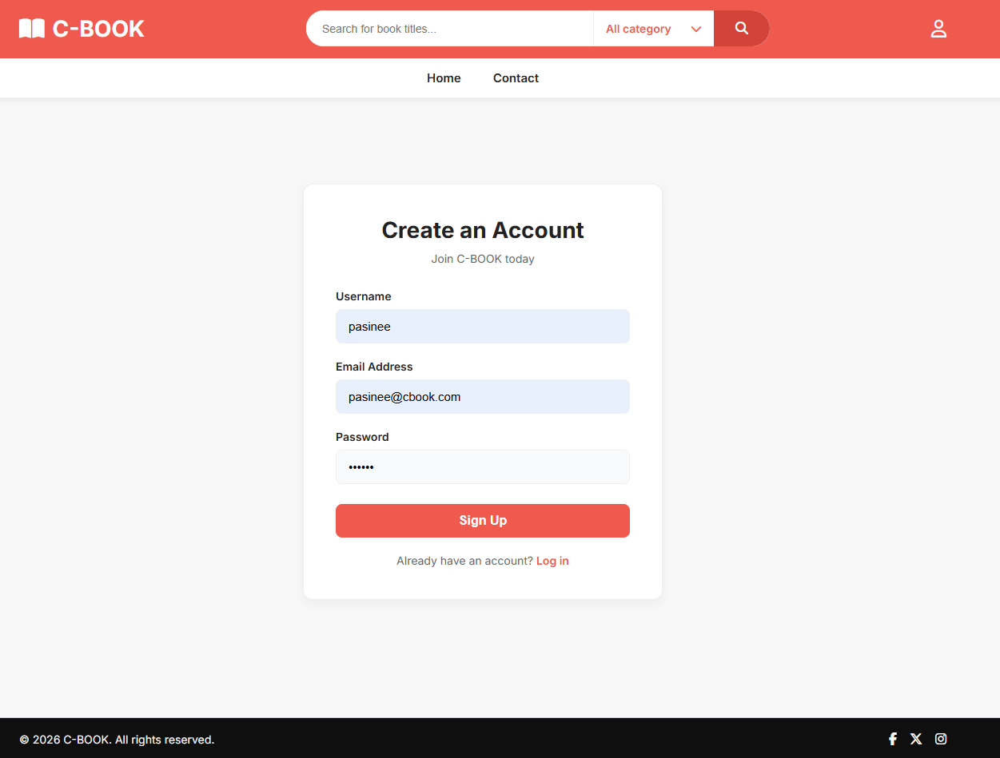 C-BOOK
Search for book titles...
All category
Home
Contact
Create an Account
Join C-BOOK today
Username
pasinee
Email Address
pasinee@cbook.com
Password
••••••
Sign Up
Already have an account? Log in
© 2026 C-BOOK. All rights reserved.